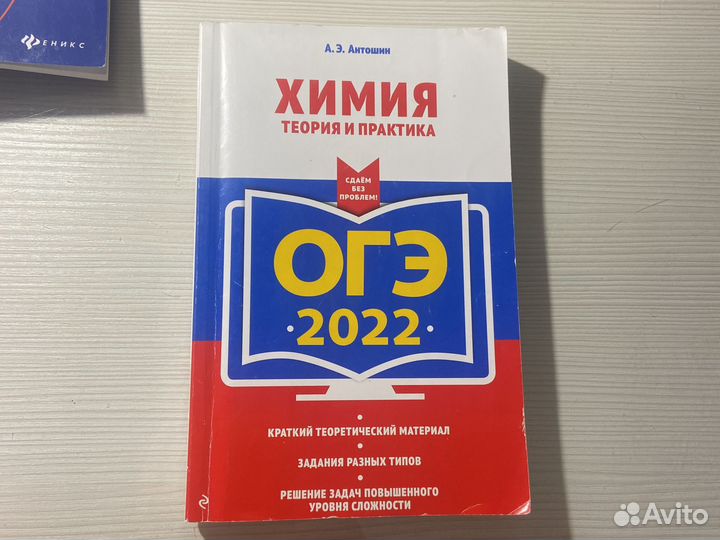 ЕНИКС
А. Э. Антошин
ХИМИЯ
ТЕОРИЯ И ПРАКТИКА
СДАЁМ
БЕЗ
ПРОБЛЕМ!
ОГЭ
·2022·
• КРАТКИЙ ТЕОРЕТИЧЕСКИЙ МАТЕРИАЛ
• ЗАДАНИЯ РАЗНЫХ ТИПОВ
• РЕШЕНИЕ ЗАДАЧ ПОВЫШЕННОГО
УРОВНЯ СЛОЖНОСТИ
Avito